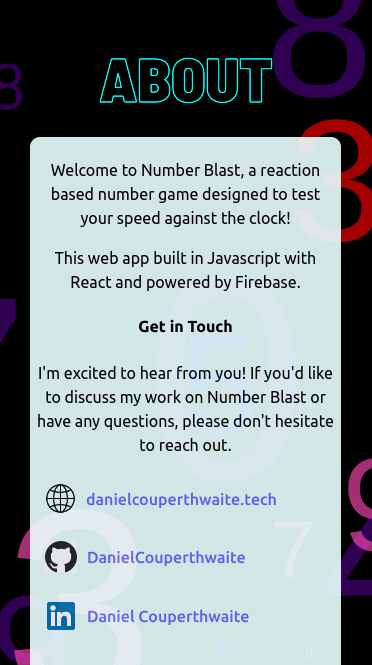 ABOUT
Welcome to Number Blast, a reaction
based number game designed to test
your speed against the clock!
This web app built in Javascript with
React and powered by Firebase.
Get in Touch
I'm excited to hear from you! If you'd like
to discuss my work on Number Blast or
have any questions, please don't hesitate
to reach out.
danielcouperthwaite.tech
DanielCouperthwaite
in Daniel Couperthwaite